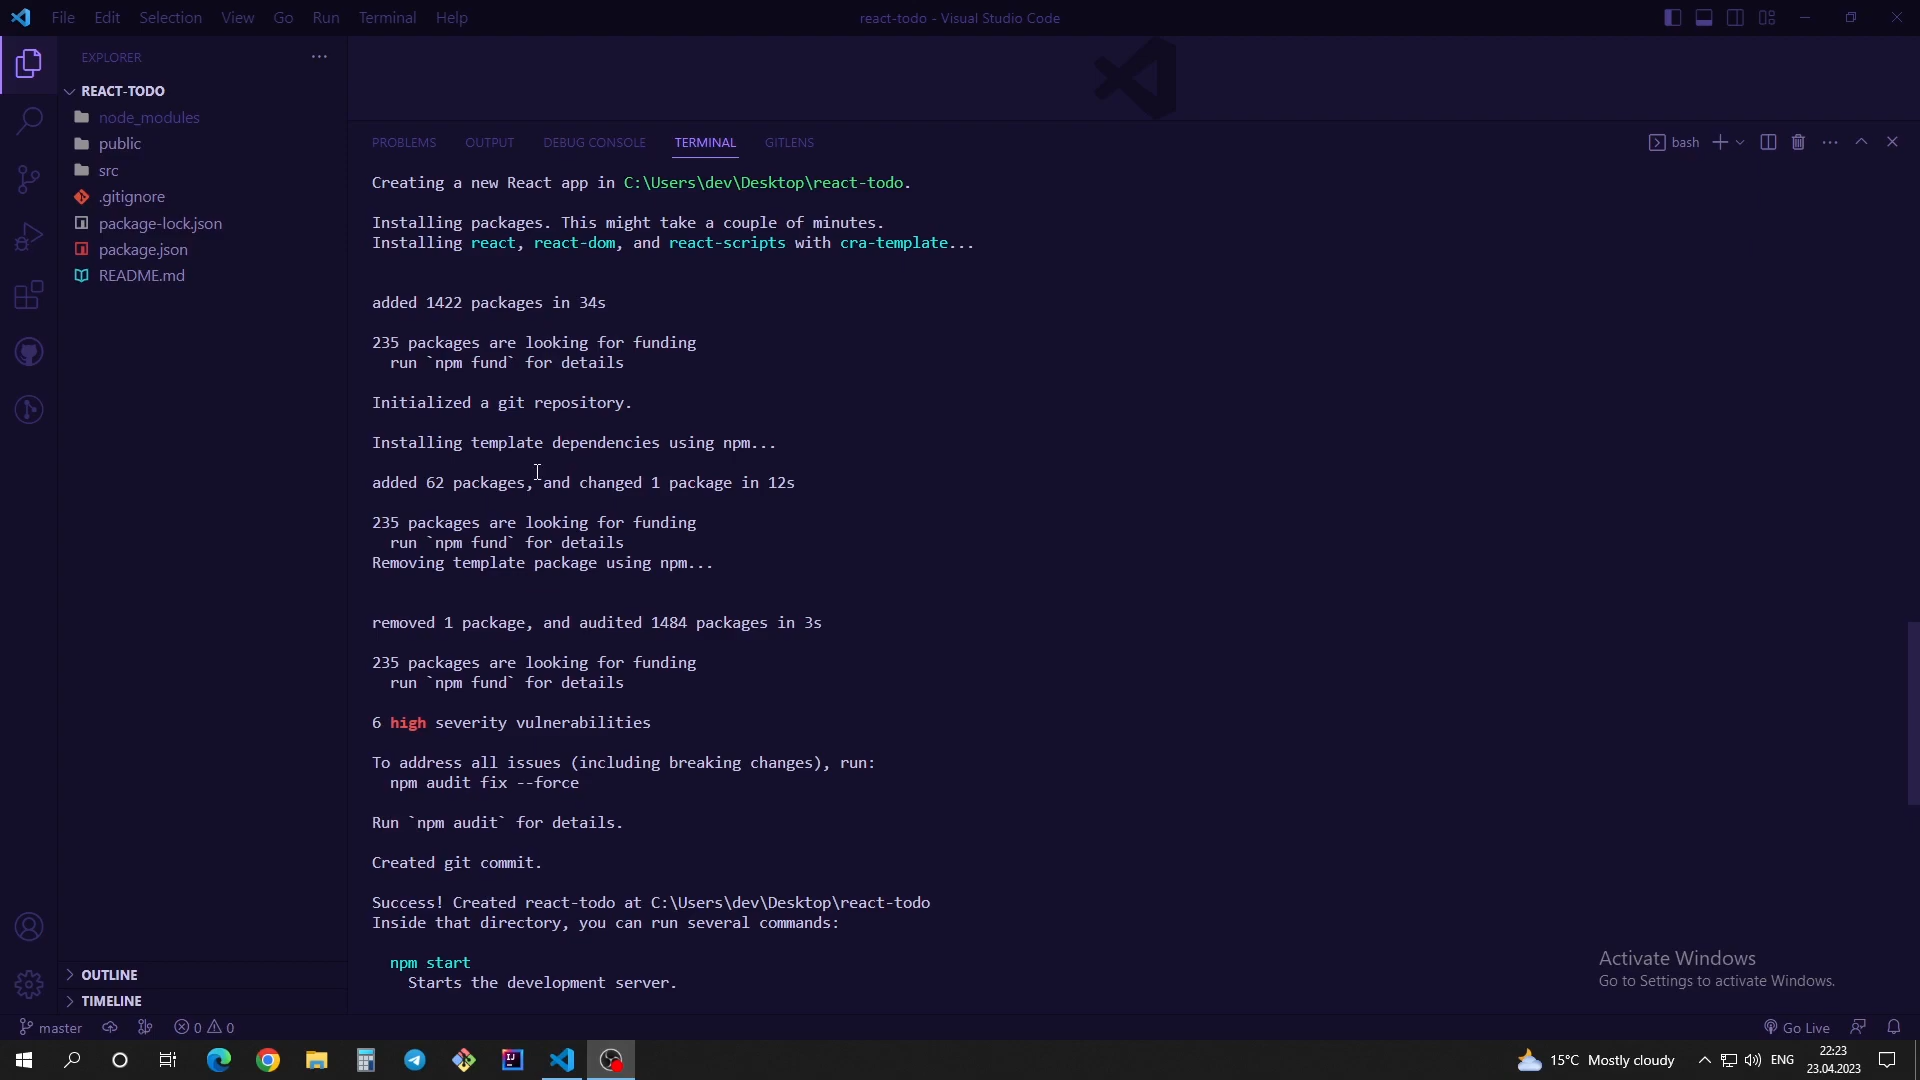 File Edit Selection View Go Run Terminal Help
react-todo - Visual Studio Code
EXPLORER
REACT-TODO
node_modules
public
src
.gitignore
package-lock.json
package.json
README.md
OUTLINE
TIMELINE
PROBLEMS OUTPUT DEBUG CONSOLE TERMINAL GITLENS
bash
Creating a new React app in C:\Users\dev\Desktop\react-todo.
Installing packages. This might take a couple of minutes.
Installing react, react-dom, and react-scripts with cra-template...
added 1422 packages in 34s
235 packages are looking for funding
run `npm fund` for details
Initialized a git repository.
Installing template dependencies using npm...
added 62 packages, and changed 1 package in 12s
235 packages are looking for funding
run `npm fund` for details
Removing template package using npm...
removed 1 package, and audited 1484 packages in 3s
235 packages are looking for funding
run `npm fund` for details
6 high severity vulnerabilities
To address all issues (including breaking changes), run:
npm audit fix --force
Run `npm audit` for details.
Created git commit.
Success! Created react-todo at C:\Users\dev\Desktop\react-todo
Inside that directory, you can run several commands:
npm start
Starts the development server.
Activate Windows
Go to Settings to activate Windows.
master 0 0
Go Live
15°C Mostly cloudy
ENG
22:23
23.04.2023